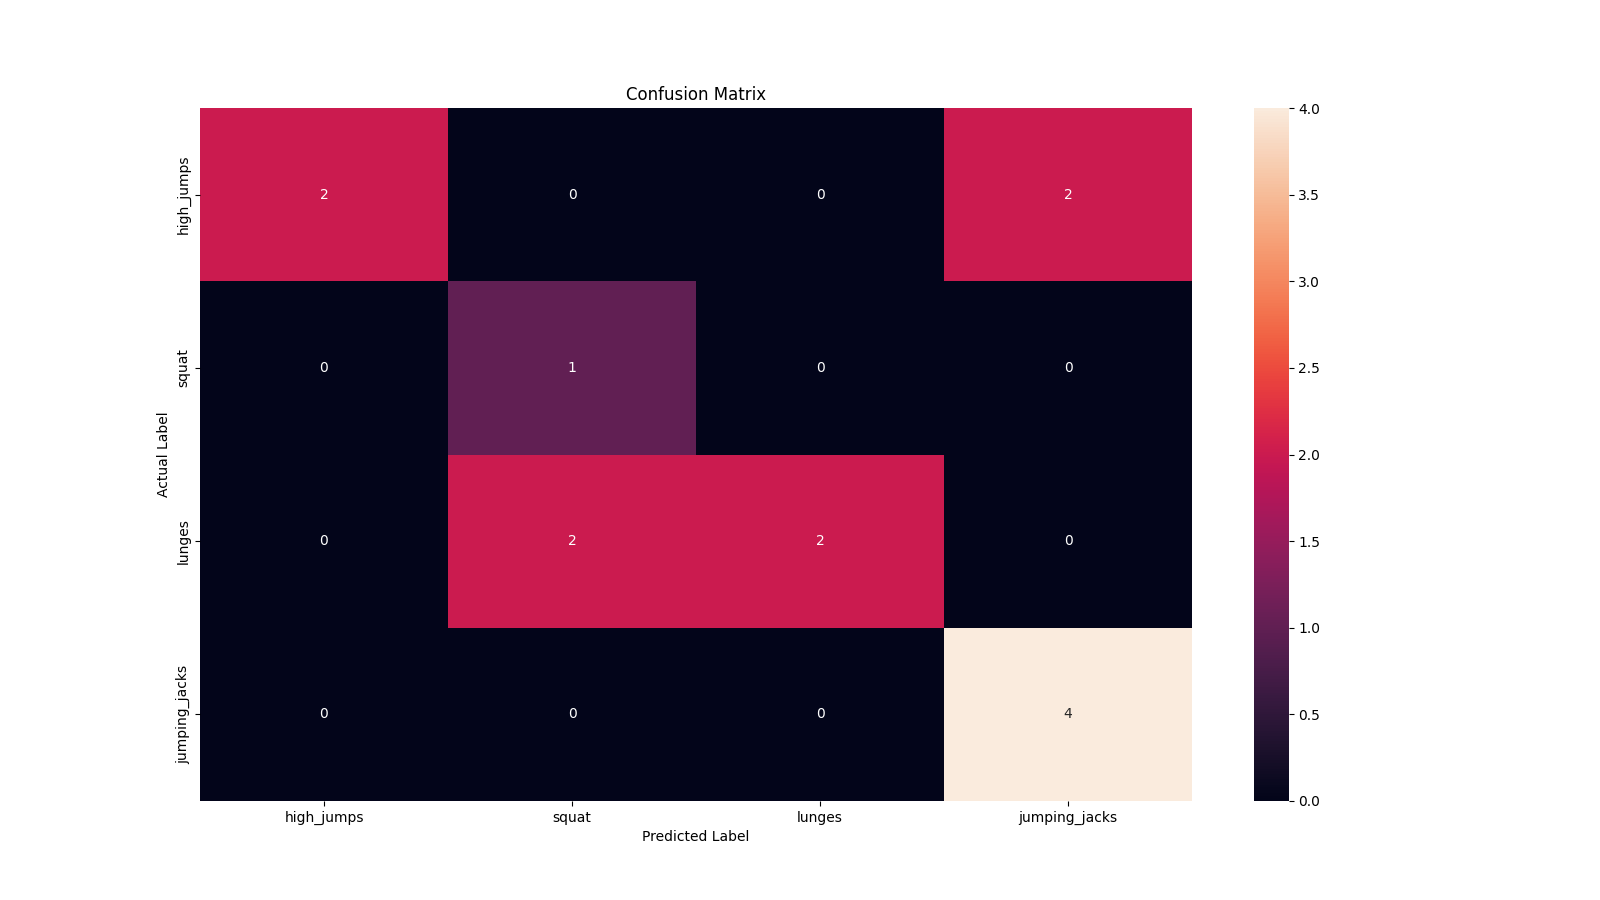 Confusion Matrix
Actual Label
high_jumps
2 0 0 2
squat
0 1 0 0
lunges
0 2 2 0
jumping_jacks
0 0 0 4
high_jumps squat lunges jumping_jacks
Predicted Label
4.0
3.5
3.0
2.5
2.0
1.5
1.0
0.5
0.0